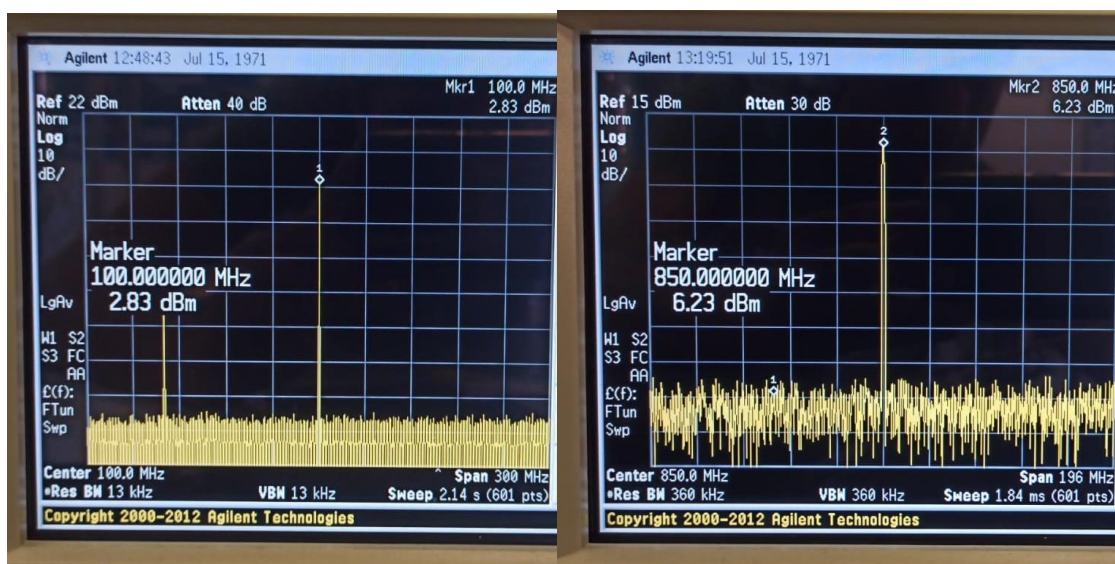 Agilent 12:48:43 Jul 15, 1971
Mkr1 100.0 MHz
Ref 22 dBm Atten 40 dB 2.83 dBm
Norm
Log
10
dB/
1
Marker
100.000000 MHz
LgAv 2.83 dBm
W1 S2
S3 FC
AA
£(f):
FTun
Swp
Center 100.0 MHz ^ Span 300 MHz
•Res BW 13 kHz VBW 13 kHz Sweep 2.14 s (601 pts)
Copyright 2000-2012 Agilent Technologies
Agilent 13:19:51 Jul 15, 1971
Mkr2 850.0 MHz
Ref 15 dBm Atten 30 dB 6.23 dBm
Norm
Log
10
dB/
2
Marker
850.000000 MHz
LgAv 6.23 dBm
W1 S2
S3 FC
AA
1
£(f):
FTun
Swp
Center 850.0 MHz Span 196 MHz
•Res BW 360 kHz VBW 360 kHz Sweep 1.84 ms (601 pts)
Copyright 2000-2012 Agilent Technologies